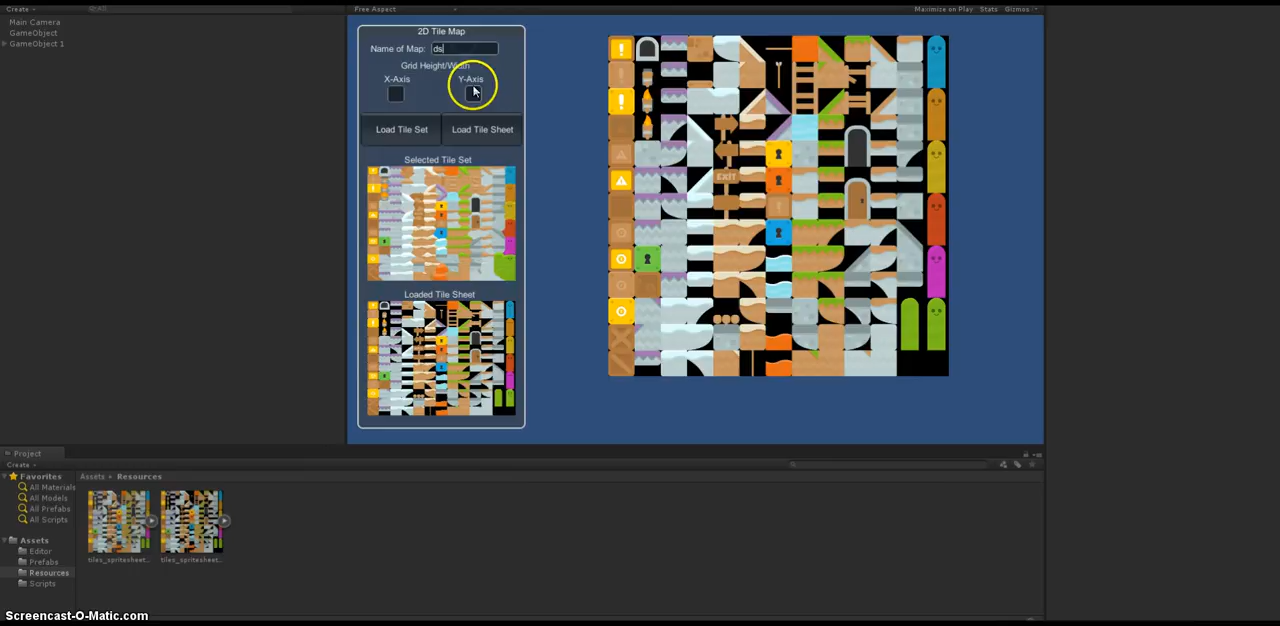 Create
All
Free Aspect
Maximize on Play Stats Gizmos
Main Camera
GameObject
GameObject 1
2D Tile Map
Name of Map: ds
Grid Height/Width
X-Axis Y-Axis
Load Tile Set Load Tile Sheet
Selected Tile Set
Loaded Tile Sheet
EXIT
Project
Create
Favorites
All Materials
All Models
All Prefabs
All Scripts
Assets
Editor
Prefabs
Resources
Scripts
Assets Resources
tiles_spritesheet... tiles_spritesheet...
Screencast-O-Matic.com